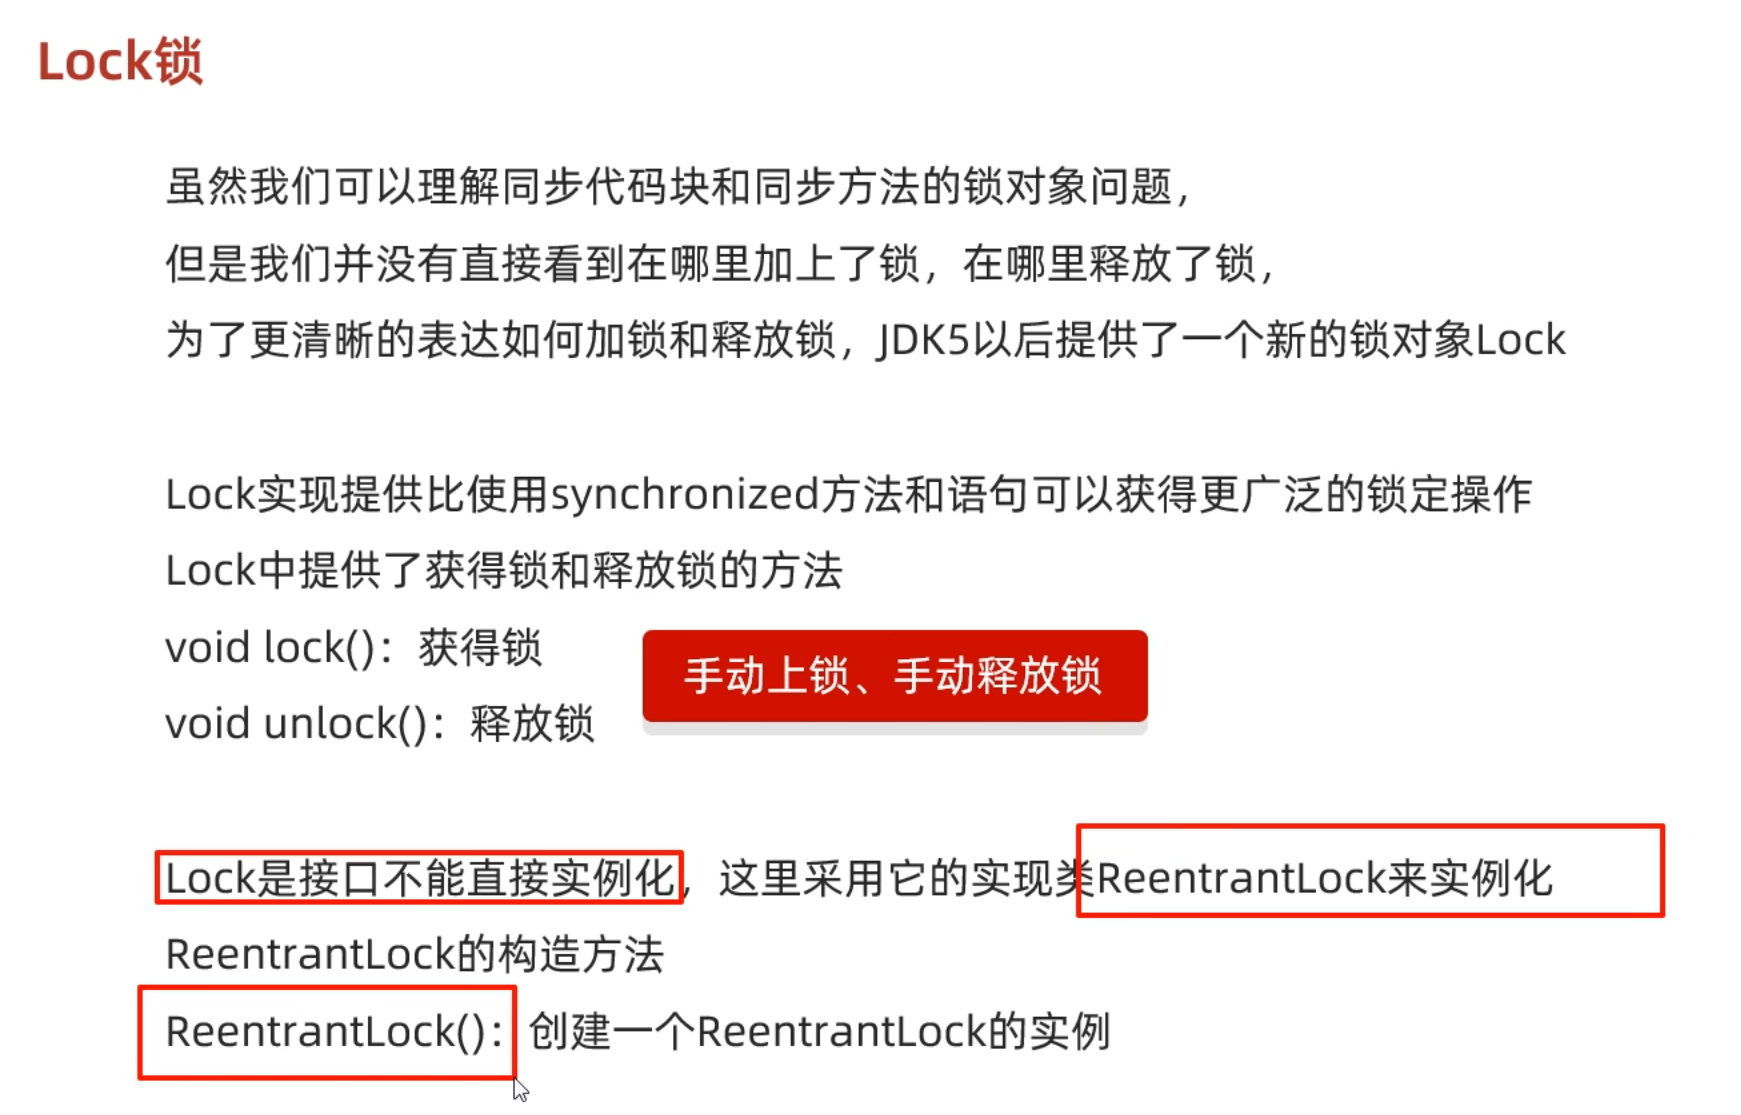 Lock锁
虽然我们可以理解同步代码块和同步方法的锁对象问题，
但是我们并没有直接看到在哪里加上了锁，在哪里释放了锁，
为了更清晰的表达如何加锁和释放锁，JDK5以后提供了一个新的锁对象Lock
Lock实现提供比使用synchronized方法和语句可以获得更广泛的锁定操作
Lock中提供了获得锁和释放锁的方法
void lock()：获得锁
手动上锁、手动释放锁
void unlock()：释放锁
Lock是接口不能直接实例化，这里采用它的实现类ReentrantLock来实例化
ReentrantLock的构造方法
ReentrantLock()：创建一个ReentrantLock的实例